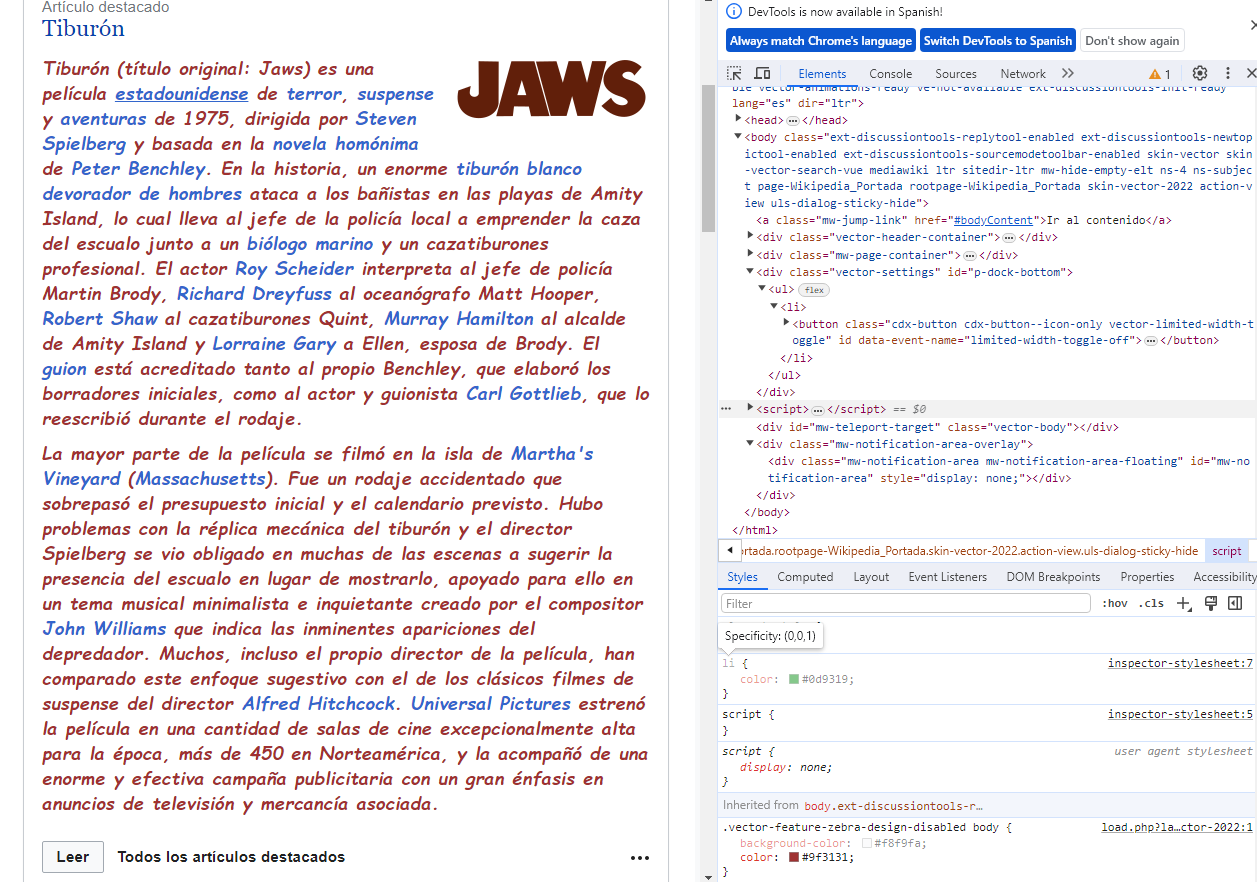 Artículo destacado
Tiburón
JAWS
Tiburón (título original: Jaws) es una
película estadounidense de terror, suspense
y aventuras de 1975, dirigida por Steven
Spielberg y basada en la novela homónima
de Peter Benchley. En la historia, un enorme tiburón blanco
devorador de hombres ataca a los bañistas en las playas de Amity
Island, lo cual lleva al jefe de la policía local a emprender la caza
del escualo junto a un biólogo marino y un cazatiburones
profesional. El actor Roy Scheider interpreta al jefe de policía
Martin Brody, Richard Dreyfuss al oceanógrafo Matt Hooper,
Robert Shaw al cazatiburones Quint, Murray Hamilton al alcalde
de Amity Island y Lorraine Gary a Ellen, esposa de Brody. El
guion está acreditado tanto al propio Benchley, que elaboró los
borradores iniciales, como al actor y guionista Carl Gottlieb, que lo
reescribió durante el rodaje.
La mayor parte de la película se filmó en la isla de Martha's
Vineyard (Massachusetts). Fue un rodaje accidentado que
sobrepasó el presupuesto inicial y el calendario previsto. Hubo
problemas con la réplica mecánica del tiburón y el director
Spielberg se vio obligado en muchas de las escenas a sugerir la
presencia del escualo en lugar de mostrarlo, apoyado para ello en
un tema musical minimalista e inquietante creado por el compositor
John Williams que indica las inminentes apariciones del
depredador. Muchos, incluso el propio director de la película, han
comparado este enfoque sugestivo con el de los clásicos filmes de
suspense del director Alfred Hitchcock. Universal Pictures estrenó
la película en una cantidad de salas de cine excepcionalmente alta
para la época, más de 450 en Norteamérica, y la acompañó de una
enorme y efectiva campaña publicitaria con un gran énfasis en
anuncios de televisión y mercancía asociada.
Leer Todos los artículos destacados
DevTools is now available in Spanish!
Always match Chrome's language Switch DevTools to Spanish Don't show again
Elements Console Sources Network 1
ble vector-animations-ready ve-not-available ext-discussiontools-init-ready
lang="es" dir="ltr">
<head> … </head>
<body class="ext-discussiontools-replytool-enabled ext-discussiontools-newtop
ictool-enabled ext-discussiontools-sourcemodetoolbar-enabled skin-vector skin
-vector-search-vue mediawiki ltr sitedir-ltr mw-hide-empty-elt ns-4 ns-subjec
t page-Wikipedia_Portada rootpage-Wikipedia_Portada skin-vector-2022 action-v
iew uls-dialog-sticky-hide">
<a class="mw-jump-link" href="#bodyContent">Ir al contenido</a>
<div class="vector-header-container"> … </div>
<div class="mw-page-container"> … </div>
<div class="vector-settings" id="p-dock-bottom">
<ul> flex
<li>
<button class="cdx-button cdx-button--icon-only vector-limited-width-t
oggle" id data-event-name="limited-width-toggle-off"> … </button>
</li>
</ul>
</div>
<script> … </script> == $0
<div id="mw-teleport-target" class="vector-body"></div>
<div class="mw-notification-area-overlay">
<div class="mw-notification-area mw-notification-area-floating" id="mw-no
tification-area" style="display: none;"></div>
</div>
</body>
</html>
ortada.rootpage-Wikipedia_Portada.skin-vector-2022.action-view.uls-dialog-sticky-hide script
Styles Computed Layout Event Listeners DOM Breakpoints Properties Accessibility
Filter :hov .cls
Specificity: (0,0,1)
li { inspector-stylesheet:7
color: #0d9319;
}
script { inspector-stylesheet:5
}
script { user agent stylesheet
display: none;
}
Inherited from body.ext-discussiontools-r…
.vector-feature-zebra-design-disabled body { load.php?la…ctor-2022:1
background-color: #f8f9fa;
color: #9f3131;
}